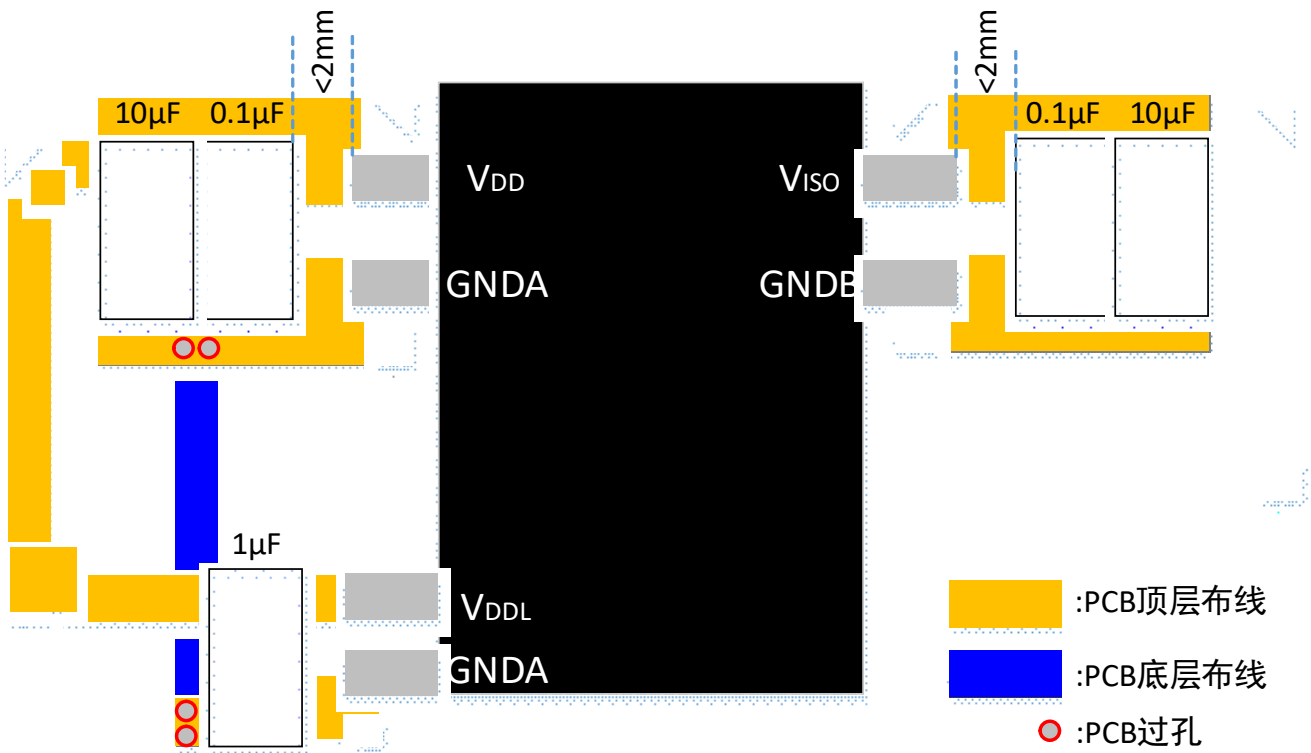 <2mm
<2mm
10µF 0.1µF
0.1µF 10µF
VDD
VISO
GNDA
GNDB
1µF
VDDL
GNDA
:PCB顶层布线
:PCB底层布线
:PCB过孔